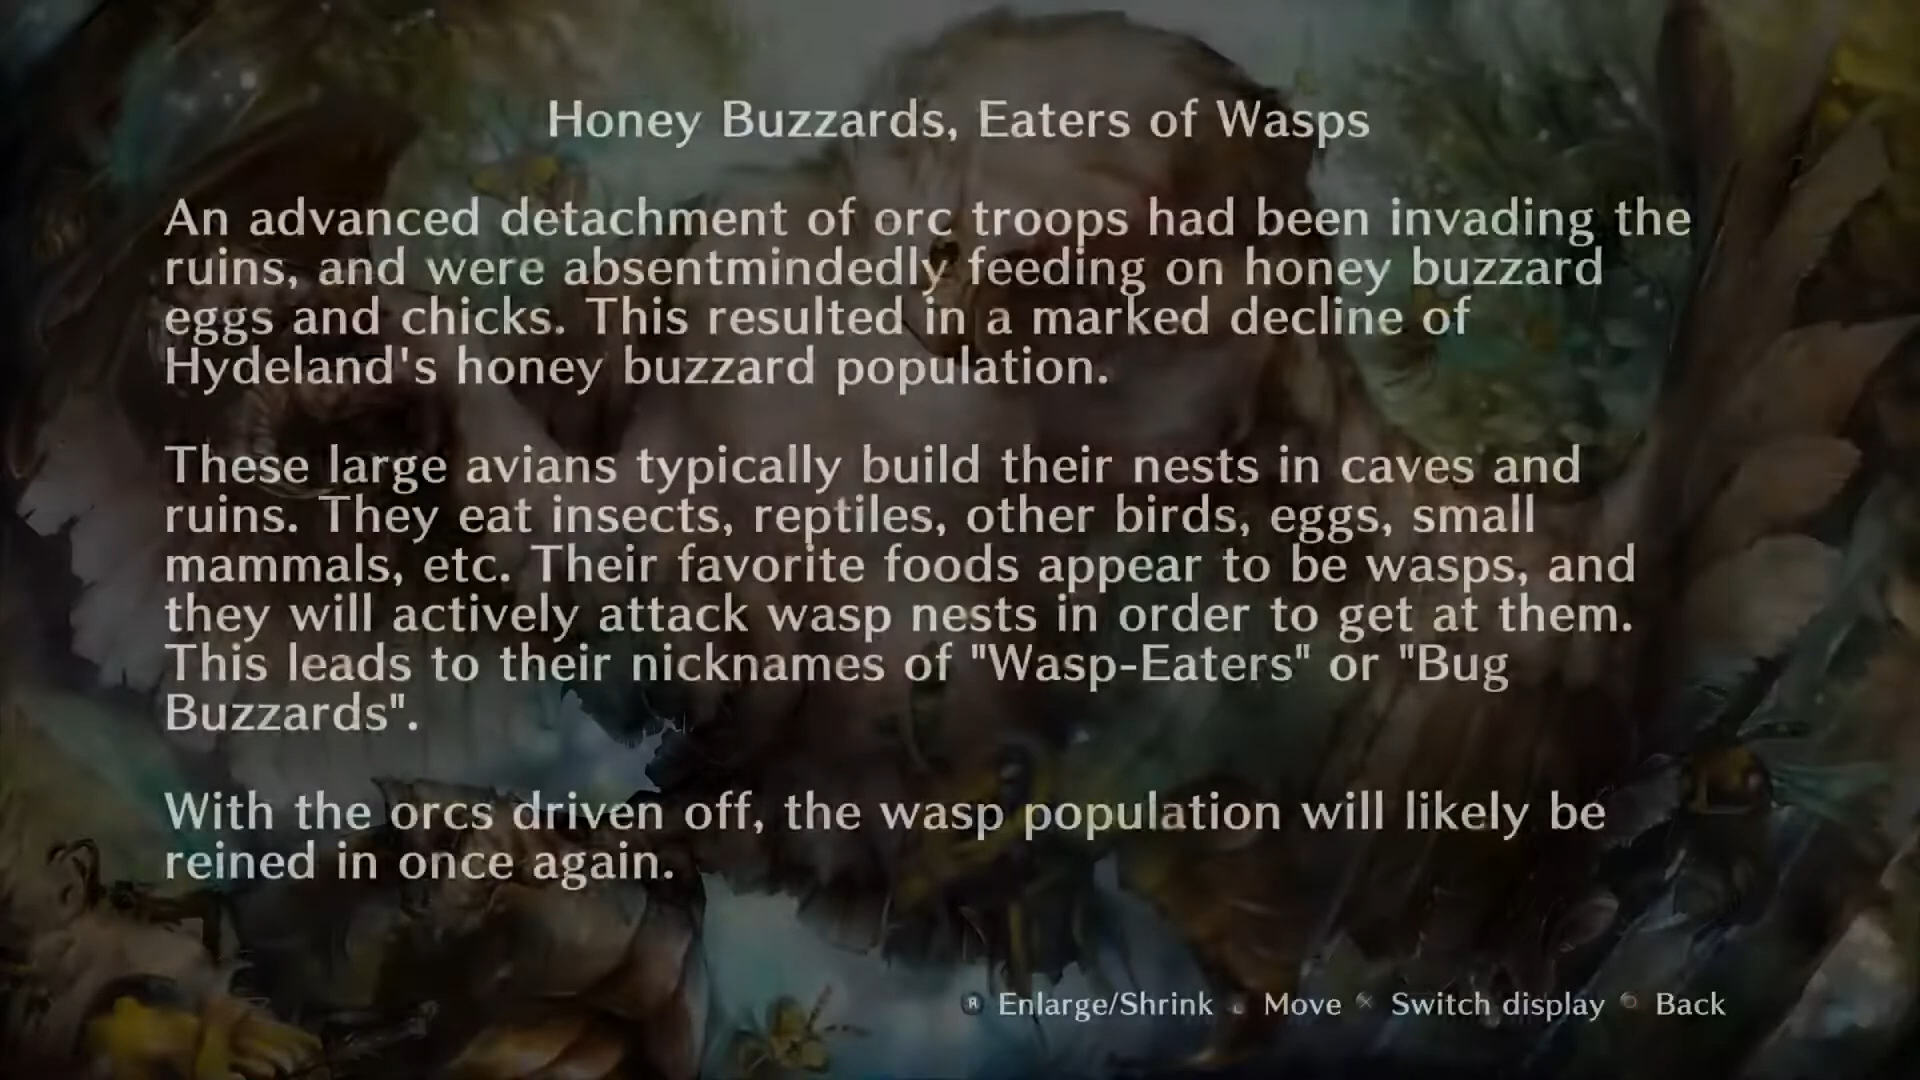 Honey Buzzards, Eaters of Wasps
An advanced detachment of orc troops had been invading the
ruins, and were absentmindedly feeding on honey buzzard
eggs and chicks. This resulted in a marked decline of
Hydeland's honey buzzard population.
These large avians typically build their nests in caves and
ruins. They eat insects, reptiles, other birds, eggs, small
mammals, etc. Their favorite foods appear to be wasps, and
they will actively attack wasp nests in order to get at them.
This leads to their nicknames of "Wasp-Eaters" or "Bug
Buzzards".
With the orcs driven off, the wasp population will likely be
reined in once again.
R Enlarge/Shrink L Move X Switch display O Back